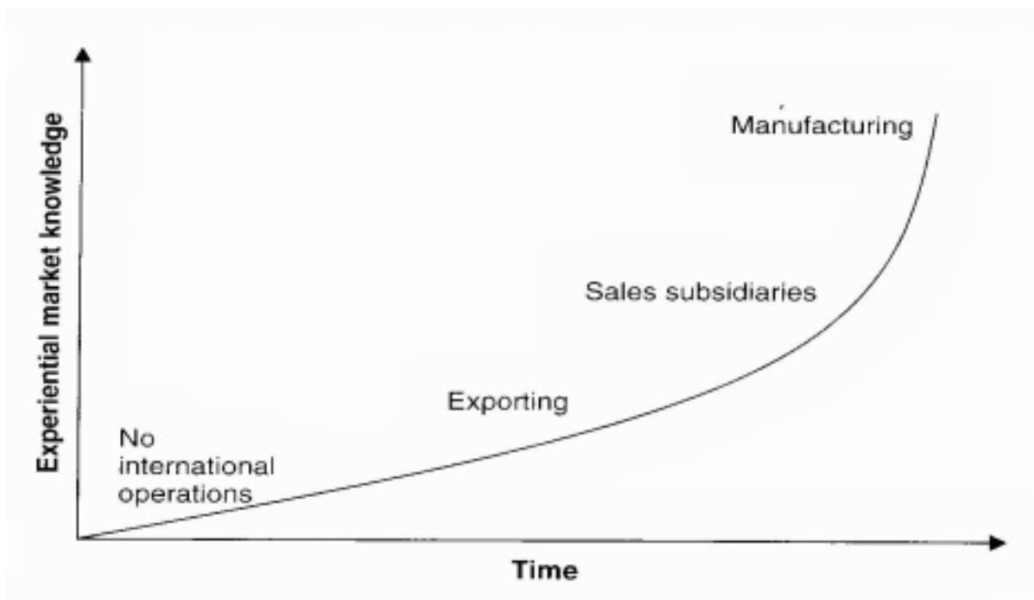 Experiential market knowledge
Manufacturing
Sales subsidiaries
Exporting
No
international
operations
Time